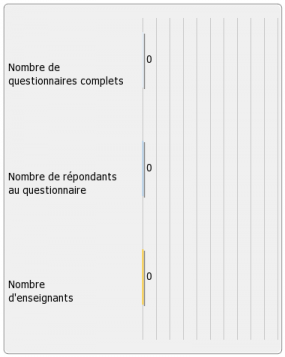 Nombre de
questionnaires complets
0
Nombre de répondants
au questionnaire
0
Nombre
d'enseignants
0